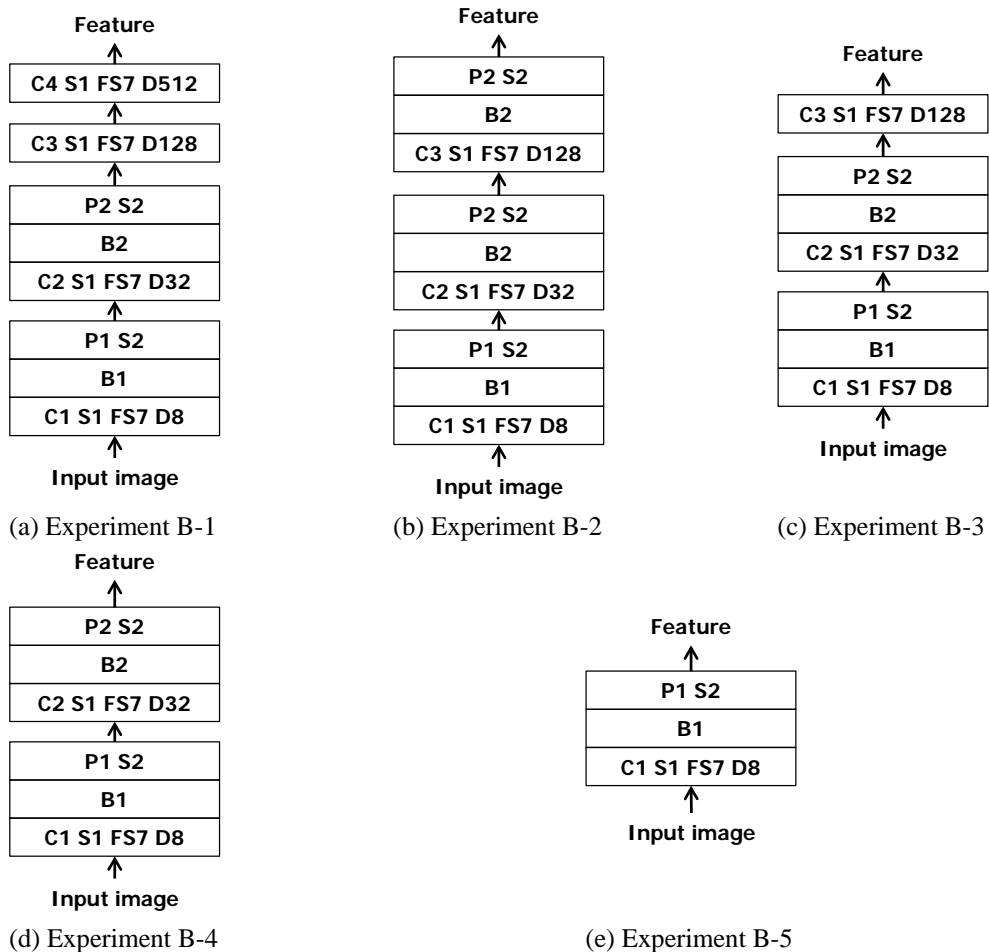 Feature
C4 S1 FS7 D512
C3 S1 FS7 D128
P2 S2
B2
C2 S1 FS7 D32
P1 S2
B1
C1 S1 FS7 D8
Input image
(a) Experiment B-1
Feature
P2 S2
B2
C3 S1 FS7 D128
P2 S2
B2
C2 S1 FS7 D32
P1 S2
B1
C1 S1 FS7 D8
Input image
(b) Experiment B-2
Feature
C3 S1 FS7 D128
P2 S2
B2
C2 S1 FS7 D32
P1 S2
B1
C1 S1 FS7 D8
Input image
(c) Experiment B-3
Feature
P2 S2
B2
C2 S1 FS7 D32
P1 S2
B1
C1 S1 FS7 D8
Input image
(d) Experiment B-4
Feature
P1 S2
B1
C1 S1 FS7 D8
Input image
(e) Experiment B-5